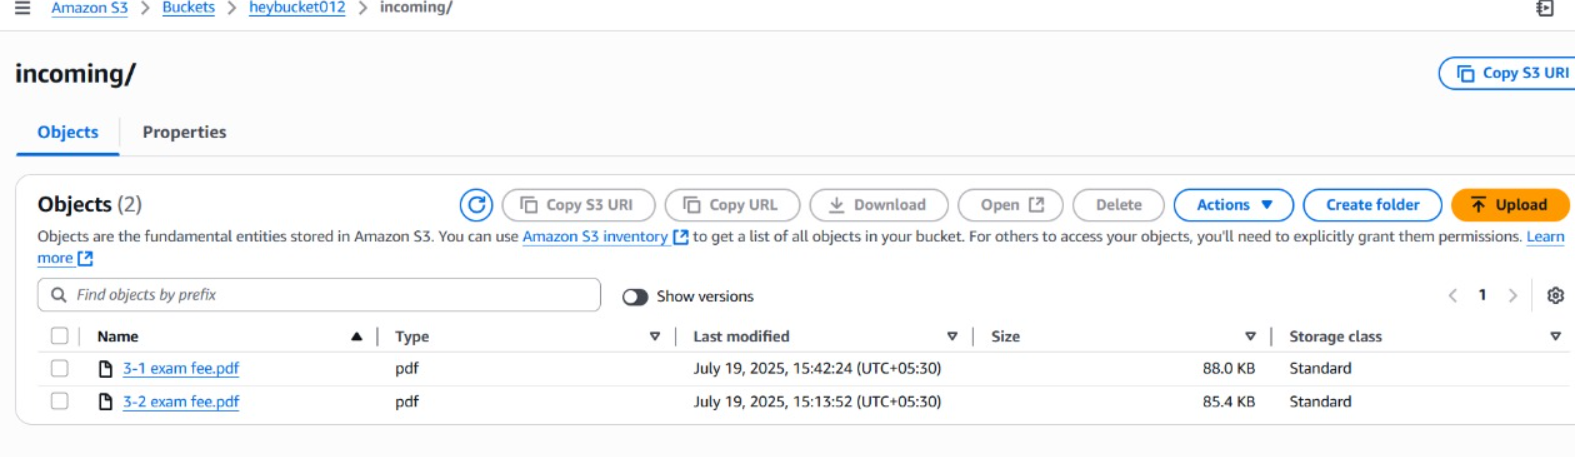 Amazon S3 > Buckets > heybucket012 > incoming/
incoming/
Copy S3 URI
Objects Properties
Objects (2) Copy S3 URI Copy URL Download Open Delete Actions Create folder Upload
Objects are the fundamental entities stored in Amazon S3. You can use Amazon S3 inventory to get a list of all objects in your bucket. For others to access your objects, you'll need to explicitly grant them permissions. Learn
more
Find objects by prefix Show versions < 1 >
Name Type Last modified Size Storage class
3-1 exam fee.pdf pdf July 19, 2025, 15:42:24 (UTC+05:30) 88.0 KB Standard
3-2 exam fee.pdf pdf July 19, 2025, 15:13:52 (UTC+05:30) 85.4 KB Standard